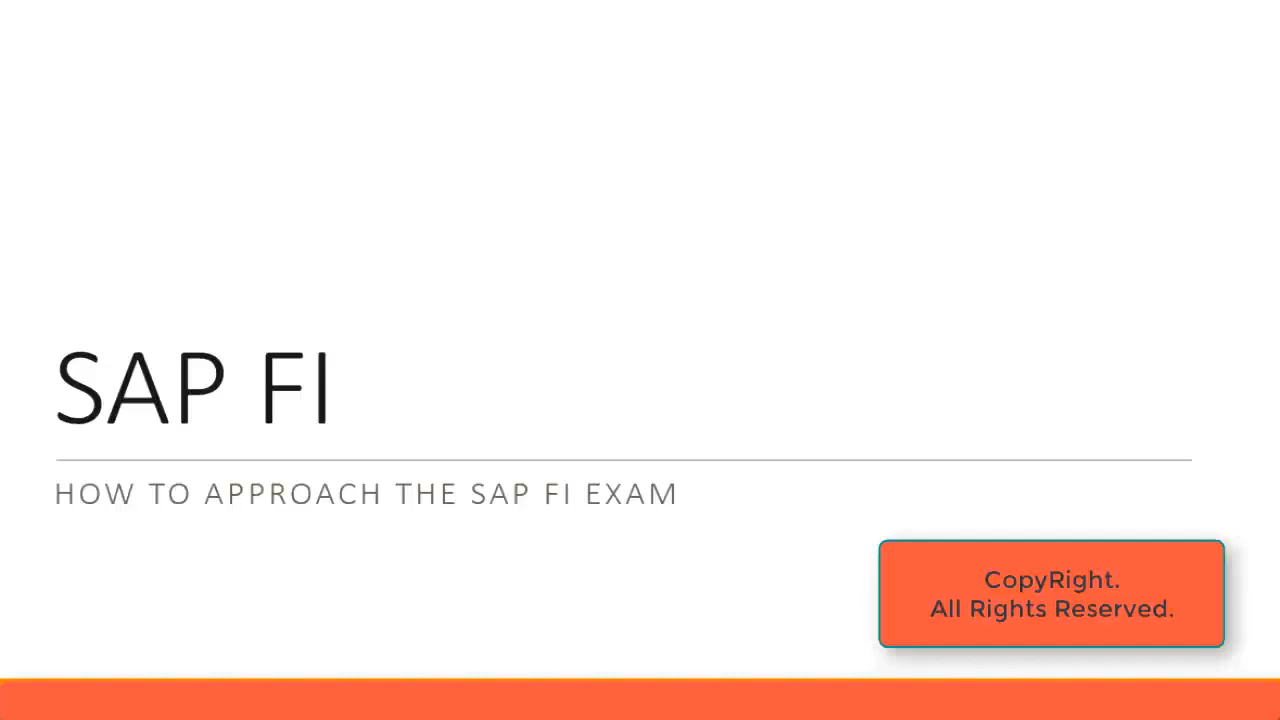 SAP FI
HOW TO APPROACH THE SAP FI EXAM
CopyRight.
All Rights Reserved.